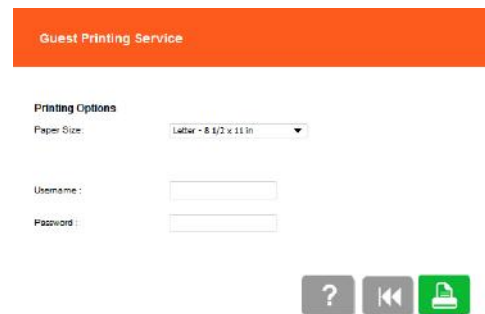 Guest Printing Service
Printing Options
Paper Size: Letter - 8 1/2 x 11 in
Username :
Password :
?